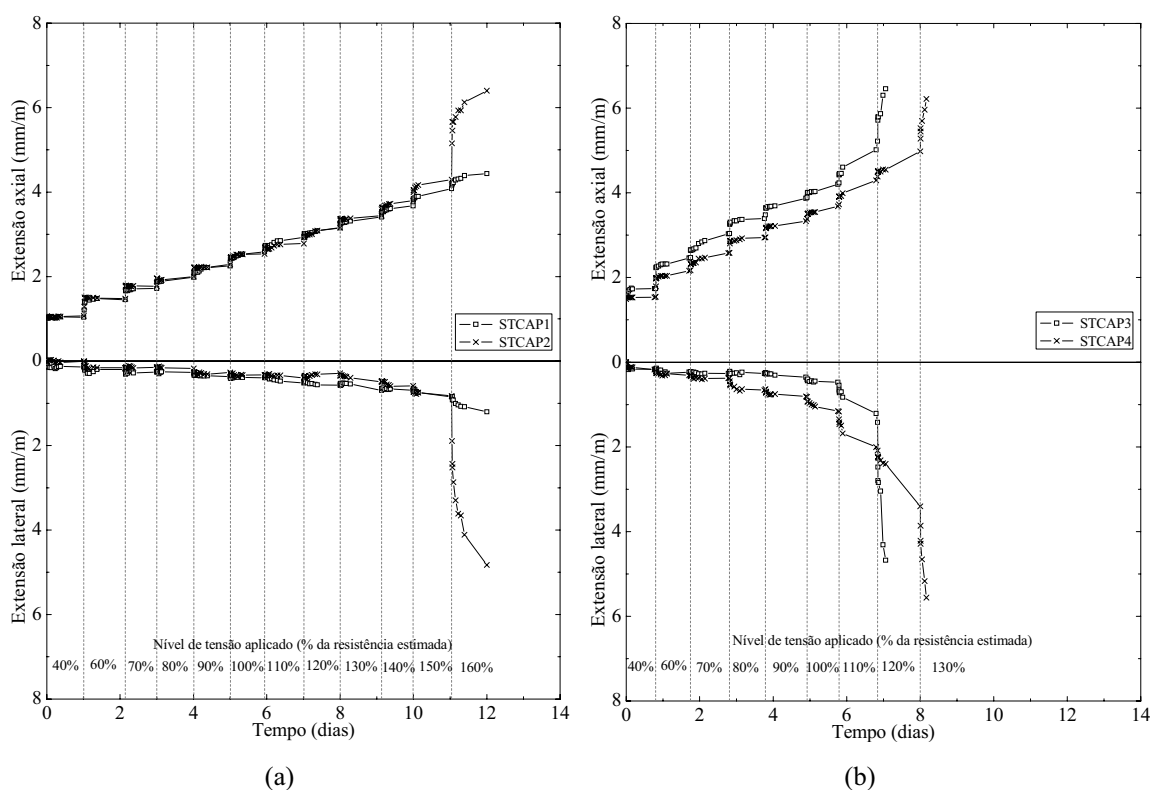 8
6
4
2
0
2
4
6
8
Extensão axial (mm/m)
Extensão lateral (mm/m)
STCAP1
STCAP2
Nível de tensão aplicado (% da resistência estimada)
40% 60% 70% 80% 90% 100% 110% 120% 130% 140% 150% 160%
0 2 4 6 8 10 12 14
Tempo (dias)
(a)
8
6
4
2
0
2
4
6
8
Extensão axial (mm/m)
Extensão lateral (mm/m)
STCAP3
STCAP4
Nível de tensão aplicado (% da resistência estimada)
40% 60% 70% 80% 90% 100% 110% 120% 130%
0 2 4 6 8 10 12 14
Tempo (dias)
(b)